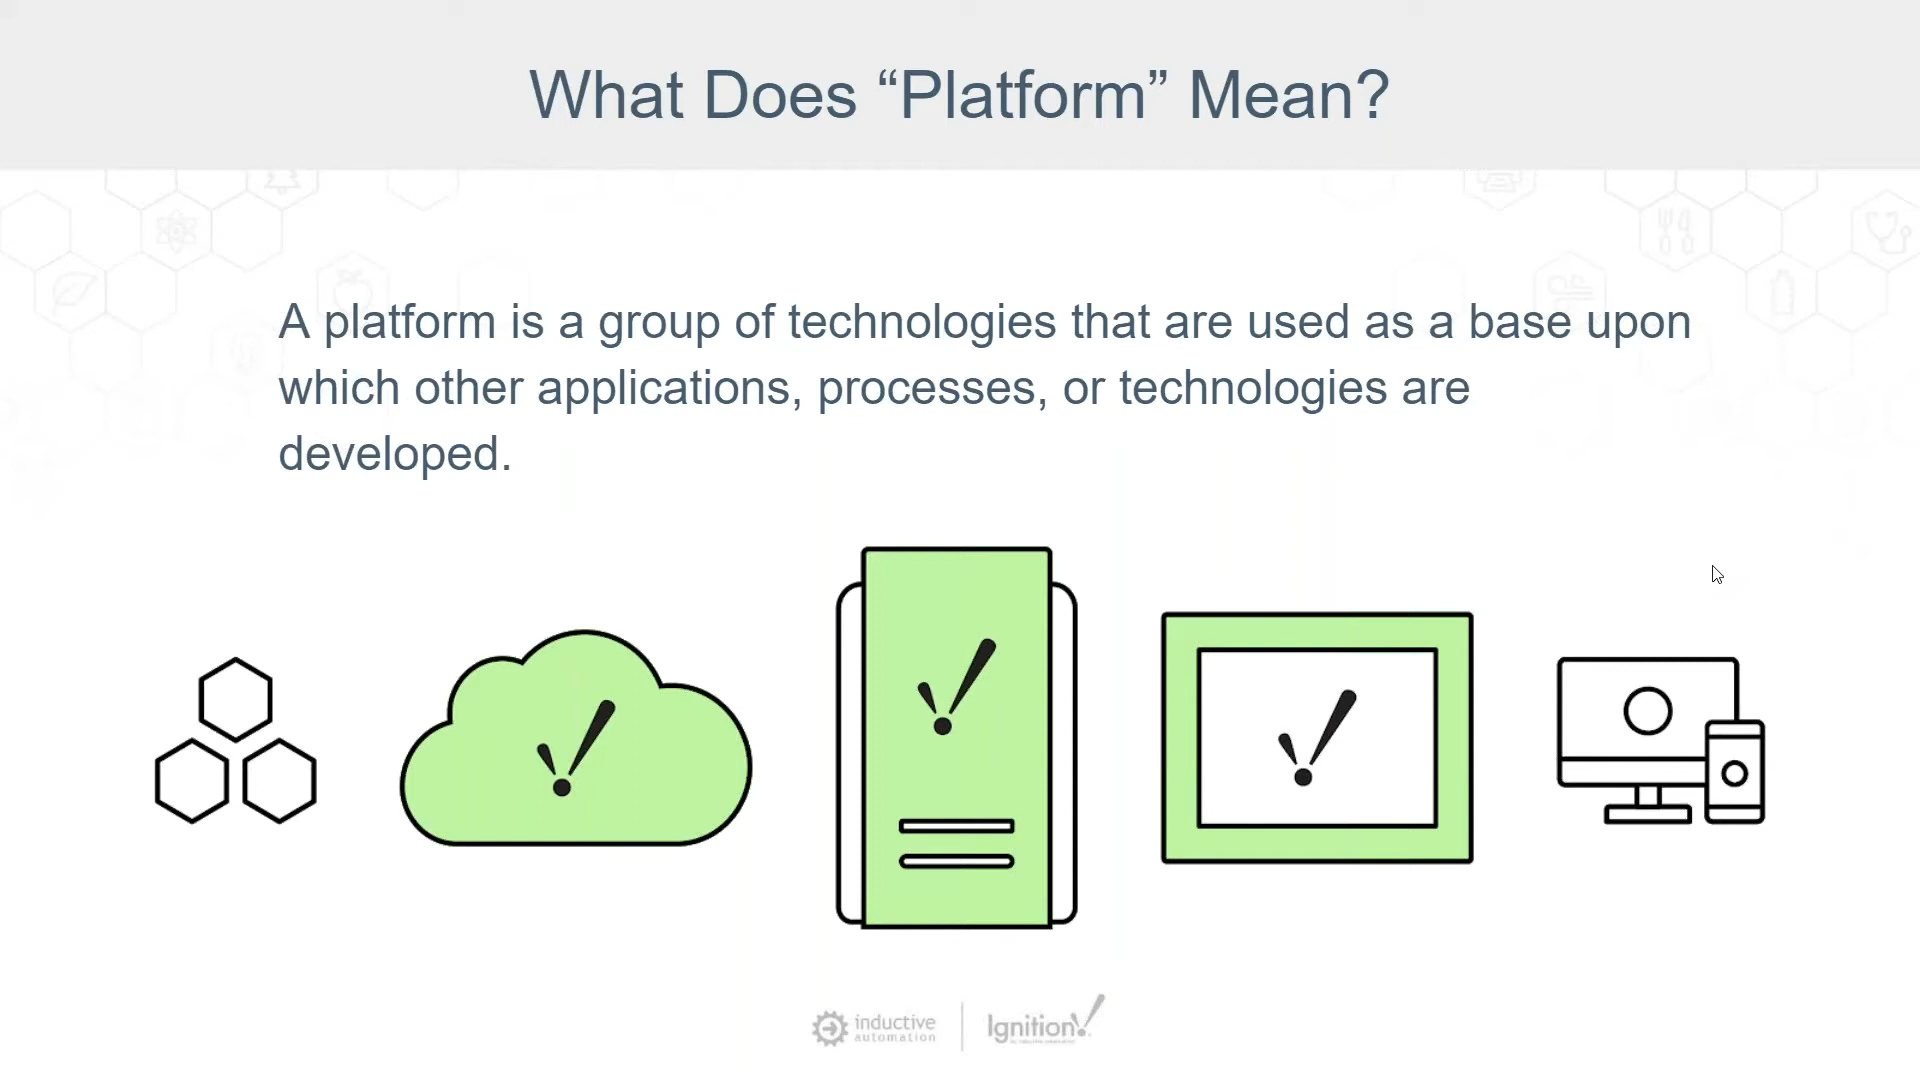 What Does “Platform” Mean?
A platform is a group of technologies that are used as a base upon
which other applications, processes, or technologies are
developed.
inductive
automation
Ignition!